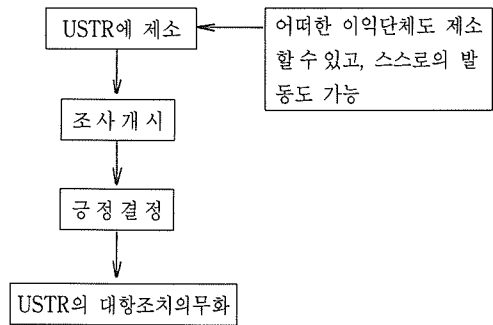 USTR에 제소
어떠한 이익단체도 제소
할 수 있고, 스스로의 발
동도 가능
조사개시
긍정결정
USTR의 대항조치의무화